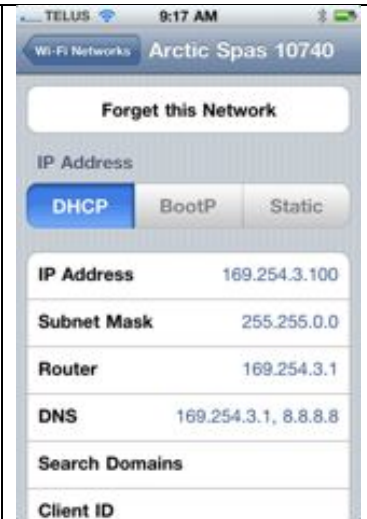 TELUS 9:17 AM
Wi-Fi Networks Arctic Spas 10740
Forget this Network
IP Address
DHCP BootP Static
IP Address 169.254.3.100
Subnet Mask 255.255.0.0
Router 169.254.3.1
DNS 169.254.3.1, 8.8.8.8
Search Domains
Client ID